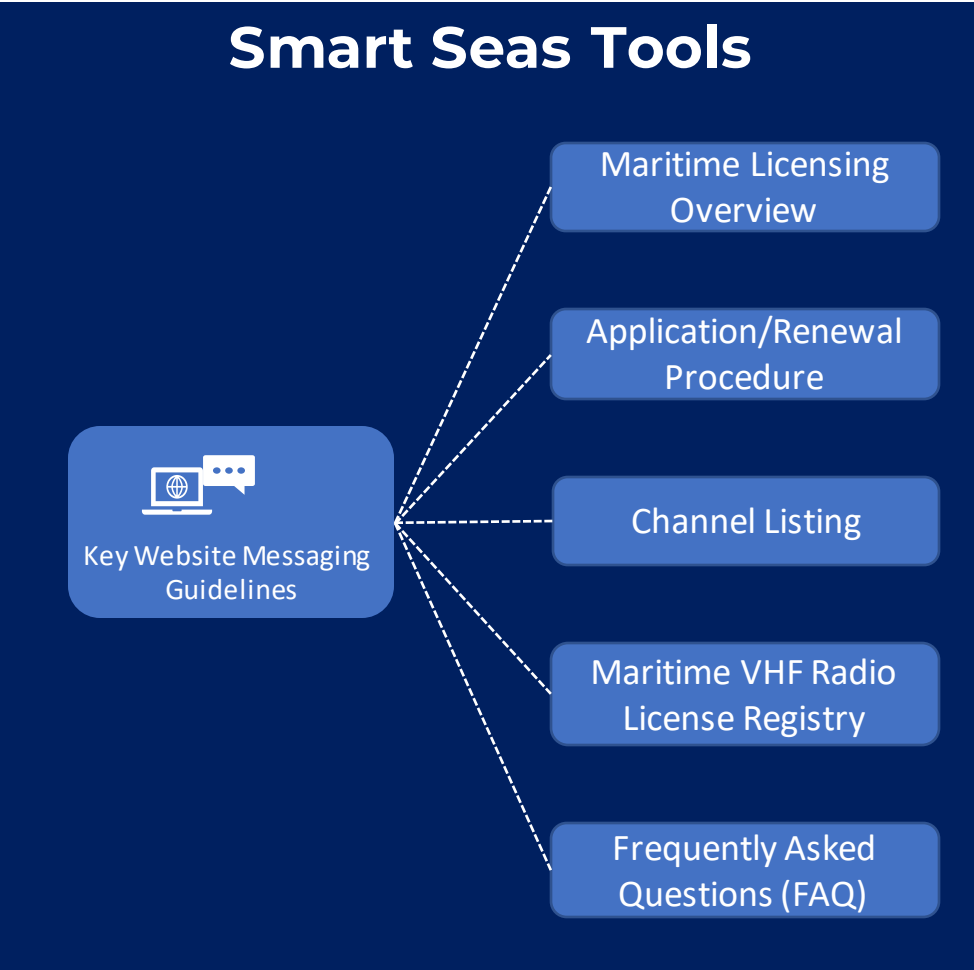 Smart Seas Tools
Maritime Licensing
Overview
Application/Renewal
Procedure
Key Website Messaging
Guidelines
Channel Listing
Maritime VHF Radio
License Registry
Frequently Asked
Questions (FAQ)